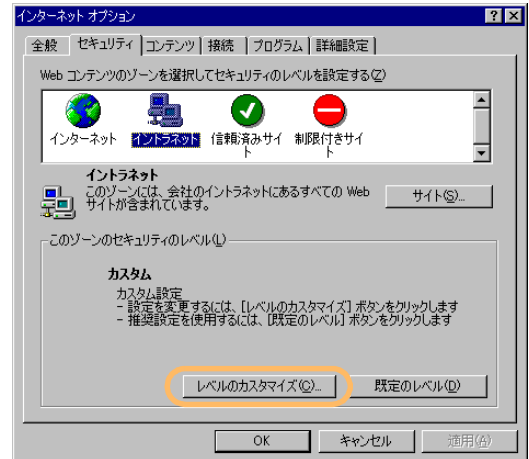 インターネット オプション
全般 セキュリティ コンテンツ 接続 プログラム 詳細設定
Web コンテンツのゾーンを選択してセキュリティのレベルを設定する(Z)
インターネット イントラネット 信頼済みサイト 制限付きサイト
イントラネット
このゾーンには、会社のイントラネットにあるすべての Web
サイトが含まれています。
サイト(S)...
このゾーンのセキュリティのレベル(L)
カスタム
カスタム設定
- 設定を変更するには、[レベルのカスタマイズ] ボタンをクリックします
- 推奨設定を使用するには、[既定のレベル] ボタンをクリックします
レベルのカスタマイズ(C)... 既定のレベル(D)
OK キャンセル 適用(A)